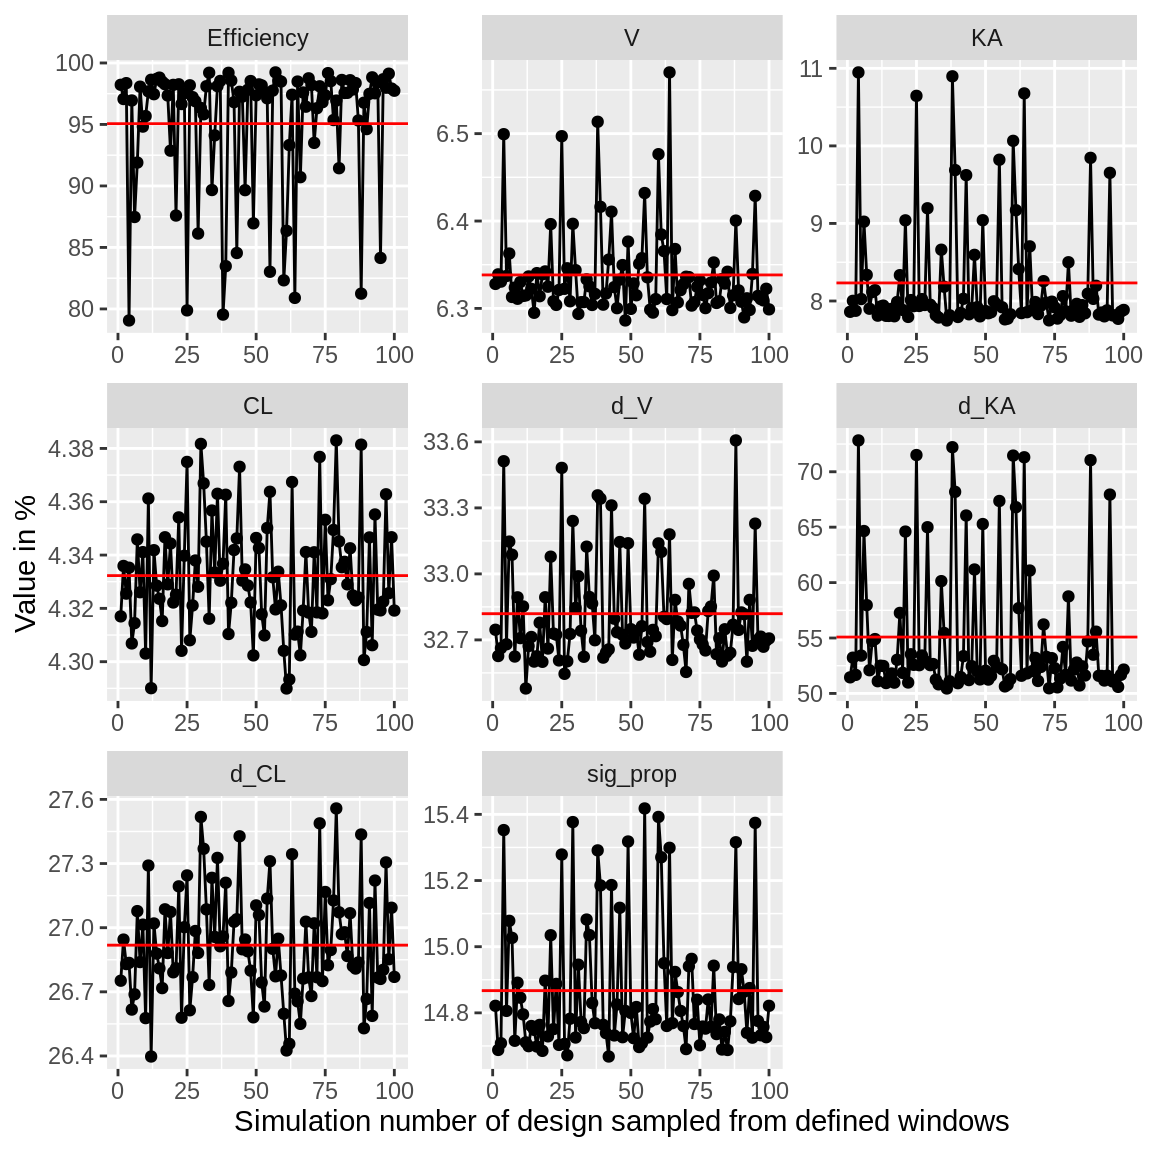 Efficiency
V
KA
100
95
90
85
80
6.5
6.4
6.3
11
10
9
8
0 25 50 75 100
0 25 50 75 100
0 25 50 75 100
CL
d_V
d_KA
4.38
4.36
4.34
4.32
4.30
33.6
33.3
33.0
32.7
70
65
60
55
50
0 25 50 75 100
0 25 50 75 100
0 25 50 75 100
Value in %
d_CL
sig_prop
27.6
27.3
27.0
26.7
26.4
15.4
15.2
15.0
14.8
0 25 50 75 100
0 25 50 75 100
Simulation number of design sampled from defined windows